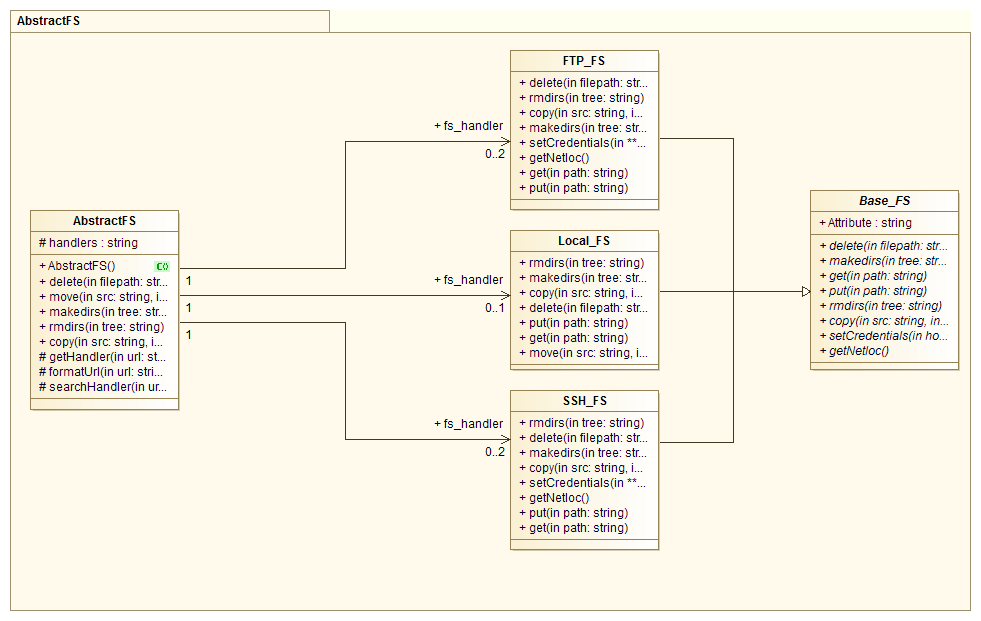 AbstractFS
FTP_FS
+ delete(in filepath: str...
+ rmdirs(in tree: string)
+ copy(in src: string, i...
+ makedirs(in tree: str...
+ setCredentials(in **...
+ getNetloc()
+ get(in path: string)
+ put(in path: string)
+ fs_handler
0..2
AbstractFS
# handlers : string
+ AbstractFS()
C()
+ delete(in filepath: str...
+ move(in src: string, i...
+ makedirs(in tree: str...
+ rmdirs(in tree: string)
+ copy(in src: string, i...
# getHandler(in url: st...
# formatUrl(in url: stri...
# searchHandler(in ur...
1
1
1
Local_FS
+ rmdirs(in tree: string)
+ makedirs(in tree: str...
+ copy(in src: string, i...
+ delete(in filepath: str...
+ put(in path: string)
+ get(in path: string)
+ move(in src: string, i...
+ fs_handler
0..1
Base_FS
+ Attribute : string
+ delete(in filepath: str...
+ makedirs(in tree: str...
+ get(in path: string)
+ put(in path: string)
+ rmdirs(in tree: string)
+ copy(in src: string, in...
+ setCredentials(in ho...
+ getNetloc()
SSH_FS
+ rmdirs(in tree: string)
+ delete(in filepath: str...
+ makedirs(in tree: str...
+ copy(in src: string, i...
+ setCredentials(in **...
+ getNetloc()
+ put(in path: string)
+ get(in path: string)
+ fs_handler
0..2